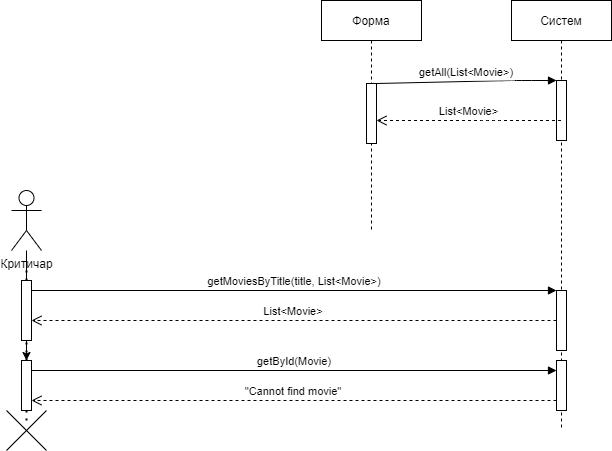 Форма
Систем
getAll(List<Movie>)
List<Movie>
Критичар
getMoviesByTitle(title, List<Movie>)
List<Movie>
getById(Movie)
"Cannot find movie"